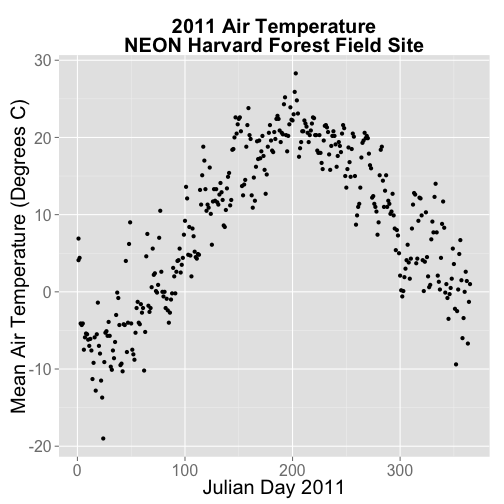 2011 Air Temperature
NEON Harvard Forest Field Site
Mean Air Temperature (Degrees C)
30
20
10
0
-10
-20
0 100 200 300
Julian Day 2011